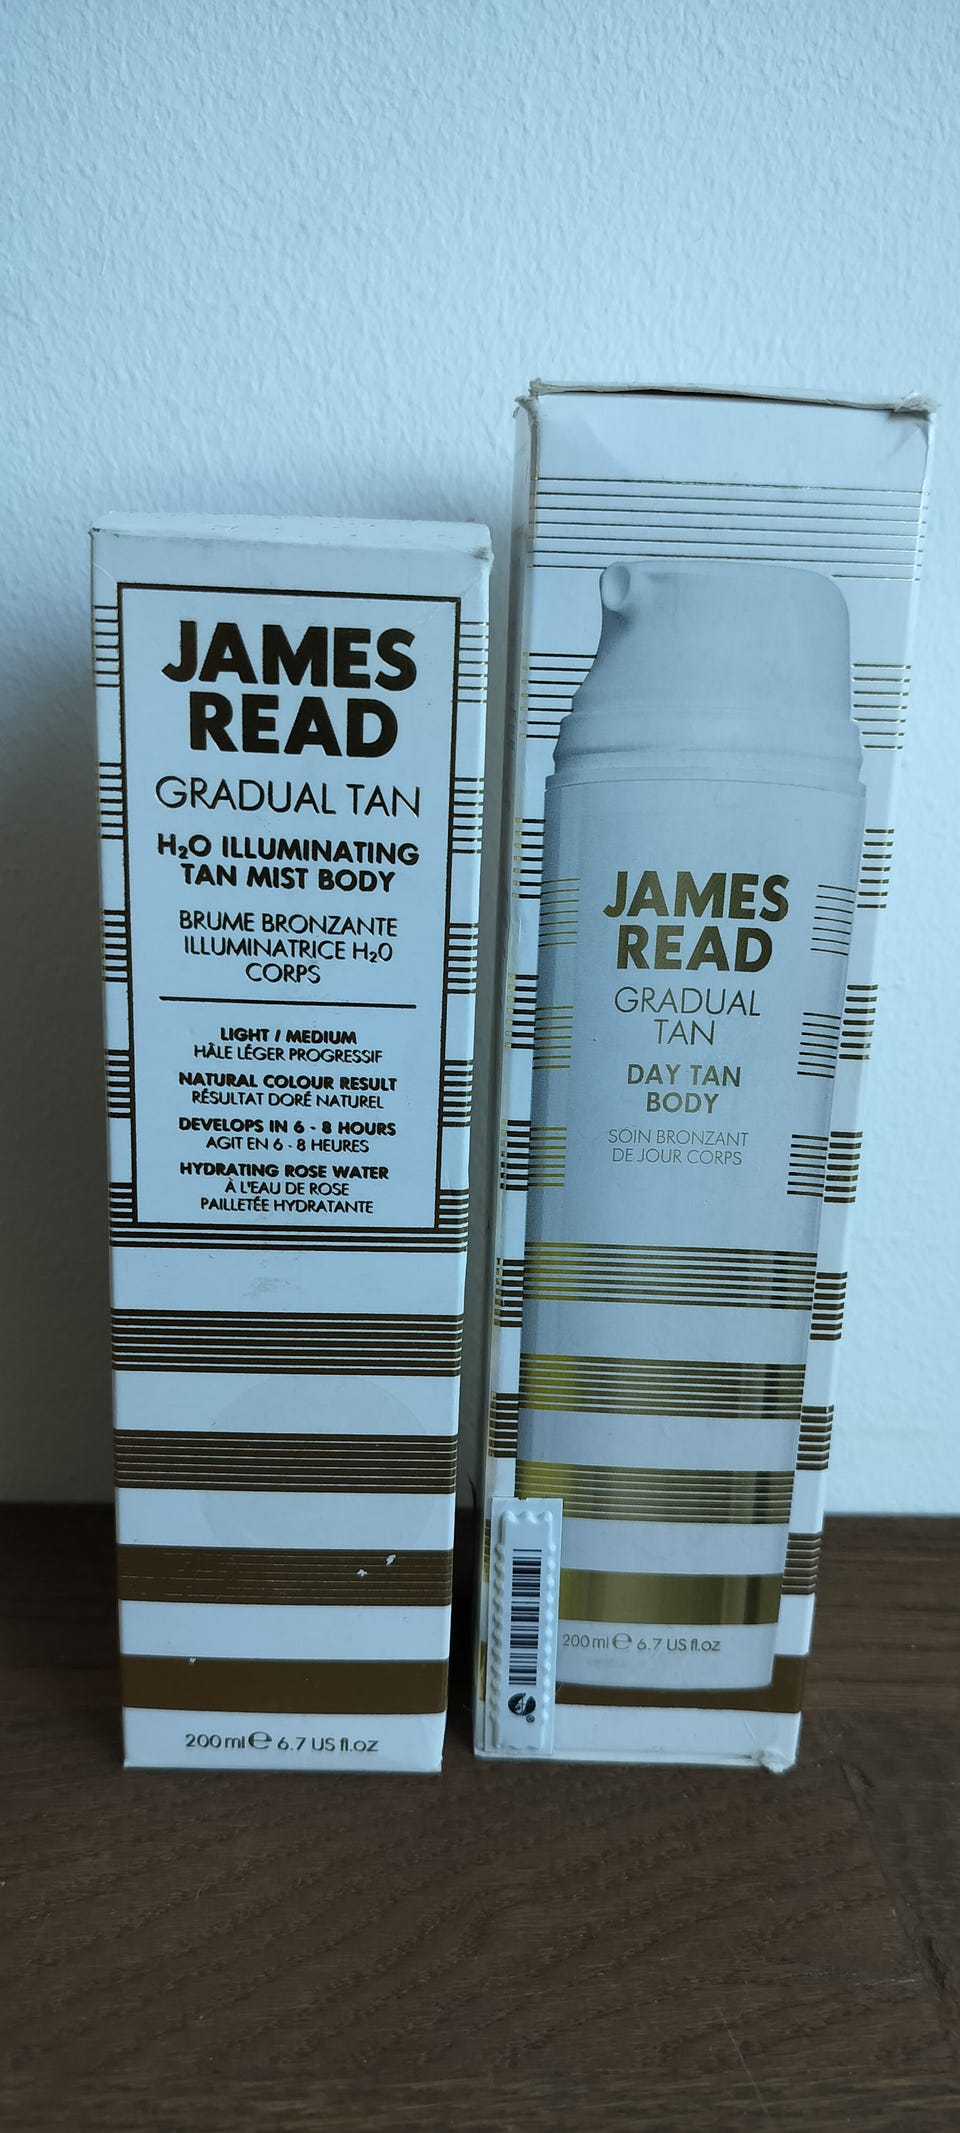 JAMES
READ
GRADUAL TAN
H₂O ILLUMINATING
TAN MIST BODY
BRUME BRONZANTE
ILLUMINATRICE H₂O
CORPS
LIGHT / MEDIUM
HÂLE LÉGER PROGRESSIF
NATURAL COLOUR RESULT
RÉSULTAT DORÉ NATUREL
DEVELOPS IN 6 - 8 HOURS
AGIT EN 6 - 8 HEURES
HYDRATING ROSE WATER
À L'EAU DE ROSE
PAILLETÉE HYDRATANTE
200 ml ℮ 6.7 US fl.oz
JAMES
READ
GRADUAL
TAN
DAY TAN
BODY
SOIN BRONZANT
DE JOUR CORPS
200 ml ℮ 6.7 US fl.oz